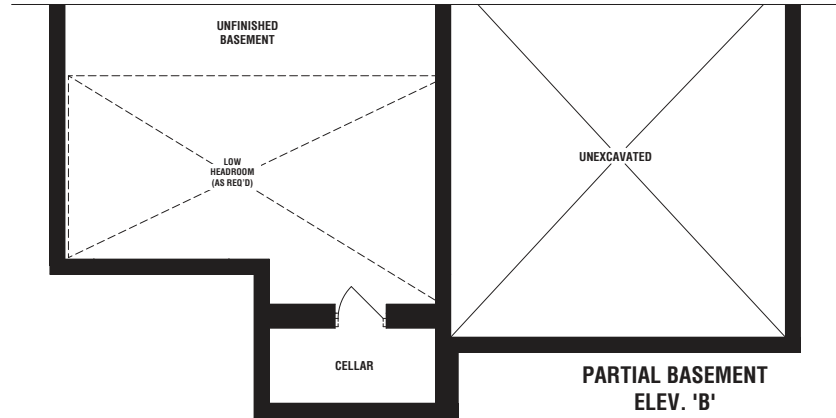 UNFINISHED
BASEMENT
LOW
HEADROOM
(AS REQ'D)
UNEXCAVATED
CELLAR
PARTIAL BASEMENT
ELEV. 'B'